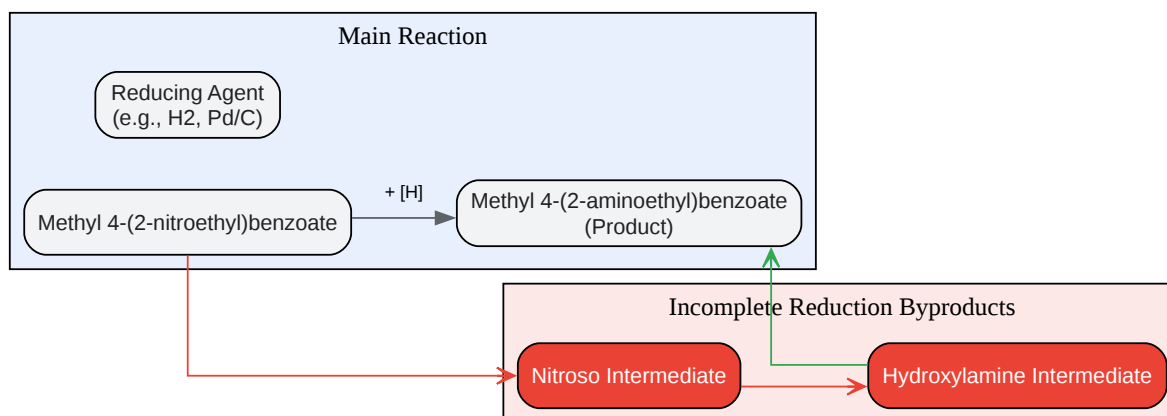 Main Reaction
Reducing Agent
(e.g., H2, Pd/C)
+ [H]
Methyl 4-(2-nitroethyl)benzoate
Methyl 4-(2-aminoethyl)benzoate
(Product)
Incomplete Reduction Byproducts
Nitroso Intermediate
Hydroxylamine Intermediate